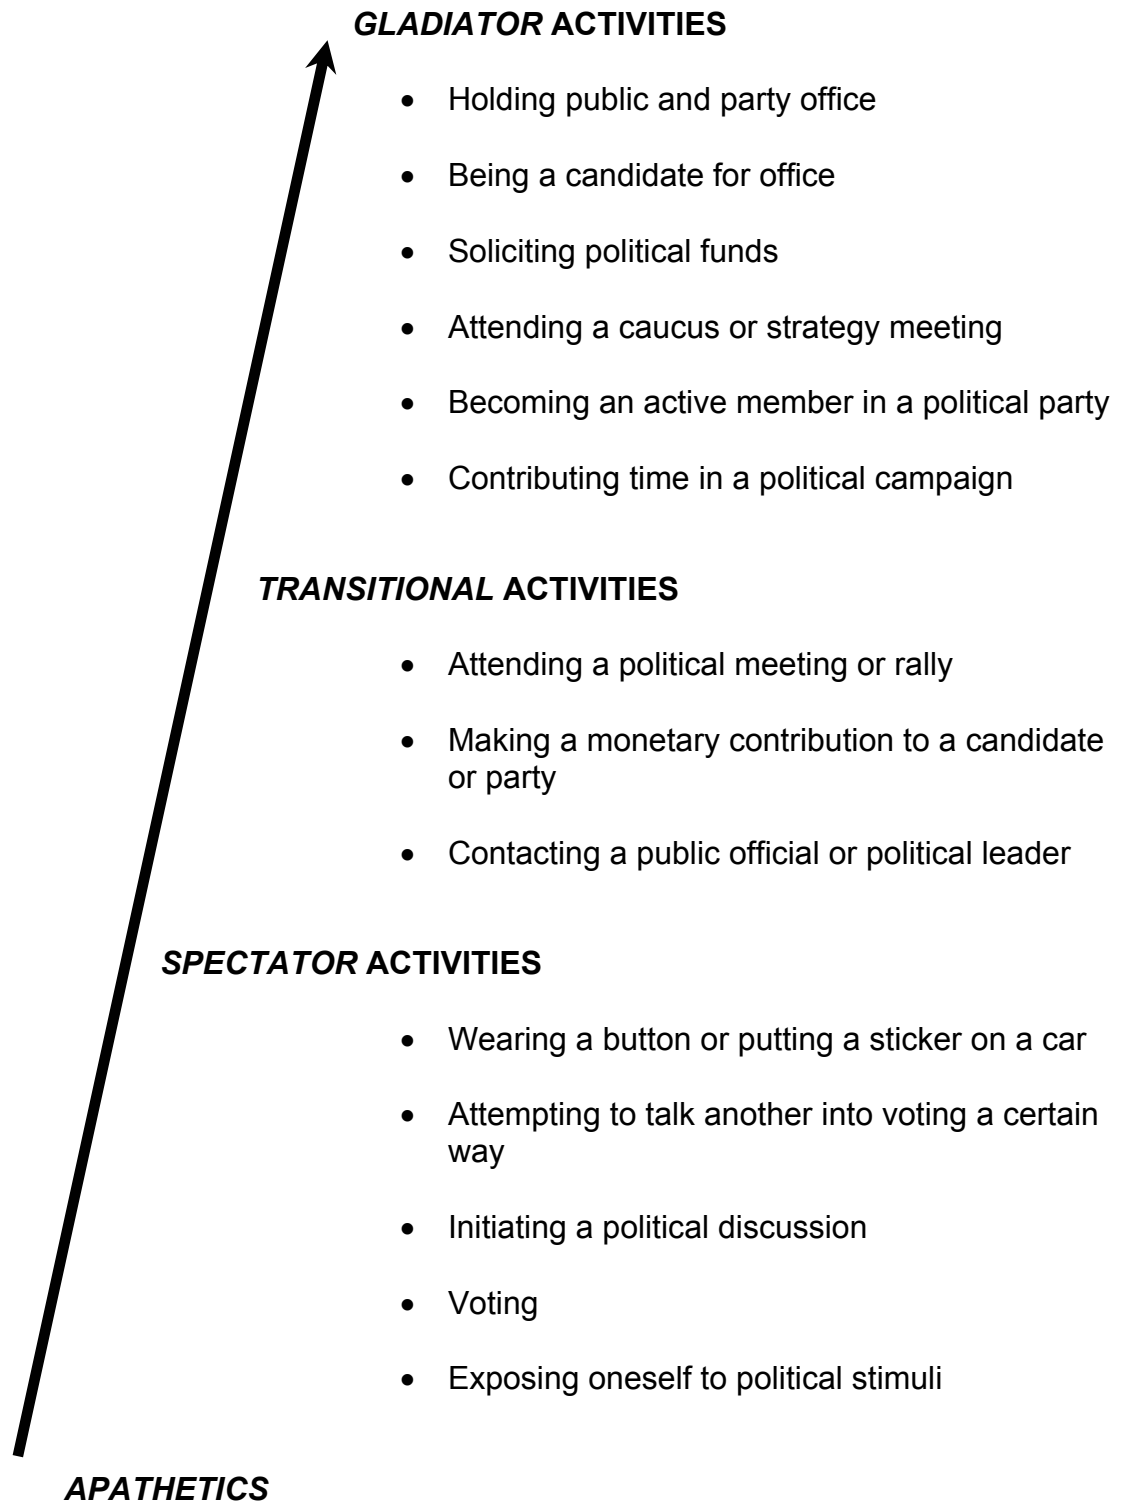 GLADIATOR ACTIVITIES
• Holding public and party office
• Being a candidate for office
• Soliciting political funds
• Attending a caucus or strategy meeting
• Becoming an active member in a political party
• Contributing time in a political campaign
TRANSITIONAL ACTIVITIES
• Attending a political meeting or rally
• Making a monetary contribution to a candidate
or party
• Contacting a public official or political leader
SPECTATOR ACTIVITIES
• Wearing a button or putting a sticker on a car
• Attempting to talk another into voting a certain
way
• Initiating a political discussion
• Voting
• Exposing oneself to political stimuli
APATHETICS